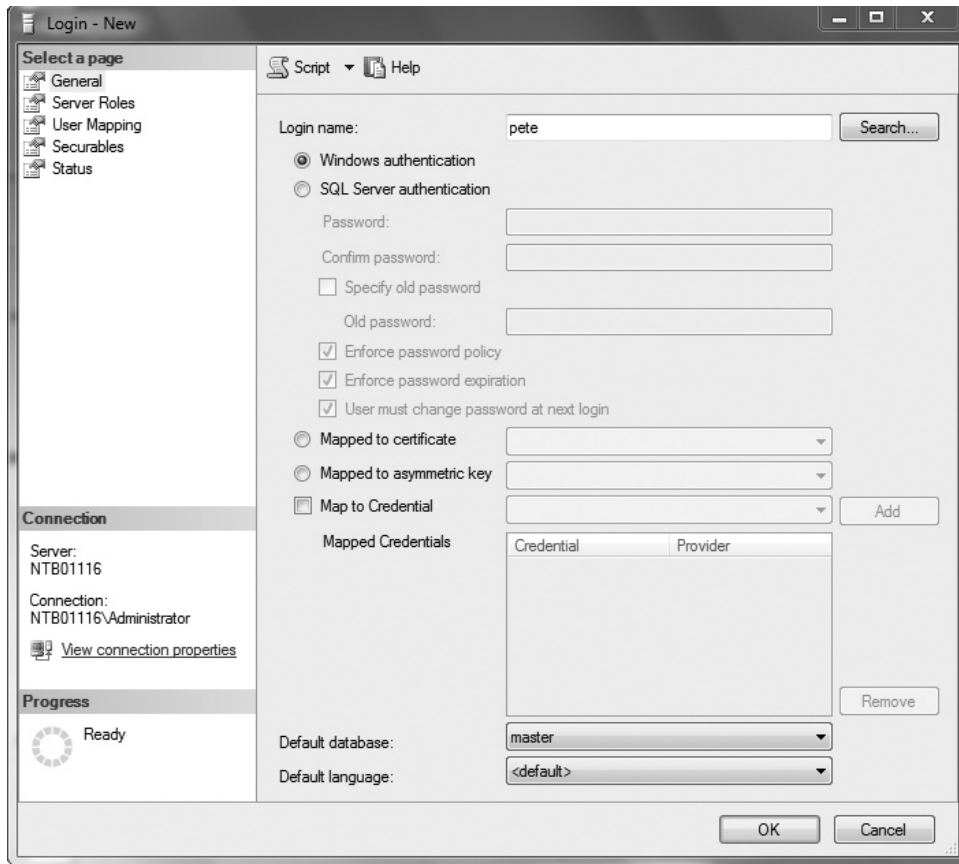 Login - New
Select a page
General
Server Roles
User Mapping
Securables
Status
Script Help
Login name: pete Search...
Windows authentication
SQL Server authentication
Password:
Confirm password:
Specify old password
Old password:
Enforce password policy
Enforce password expiration
User must change password at next login
Mapped to certificate
Mapped to asymmetric key
Map to Credential Add
Mapped Credentials Credential Provider
Remove
Default database: master
Default language: <default>
Connection
Server:
NTB01116
Connection:
NTB01116\Administrator
View connection properties
Progress
Ready
OK Cancel